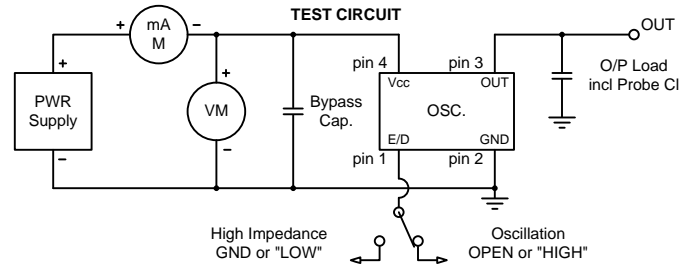 TEST CIRCUIT
+
mA
M
–
OUT
+
PWR
Supply
–
+
VM
–
Bypass
Cap.
pin 4
pin 3
Vcc
OUT
OSC.
E/D
GND
pin 1
pin 2
O/P Load
incl Probe Cl
High Impedance
GND or "LOW"
Oscillation
OPEN or "HIGH"